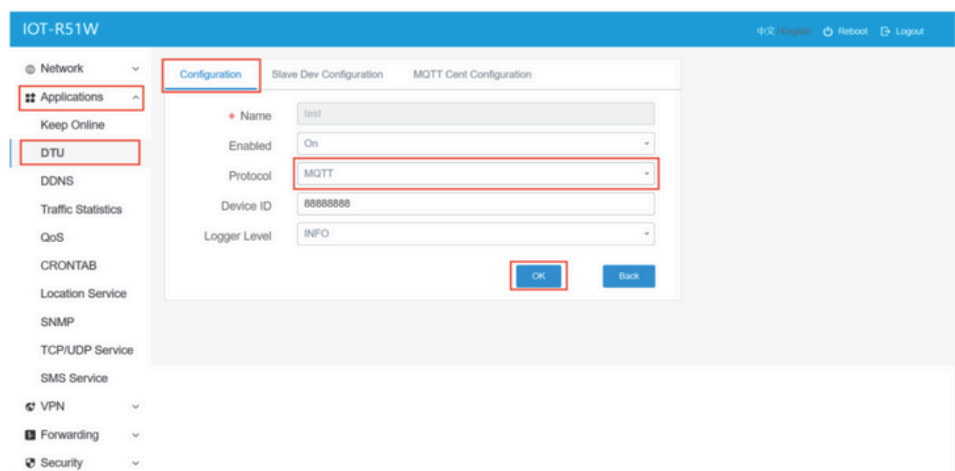 IOT-R51W
中文 /English Reboot Logout
Network
Applications
Keep Online
DTU
DDNS
Traffic Statistics
QoS
CRONTAB
Location Service
SNMP
TCP/UDP Service
SMS Service
VPN
Forwarding
Security
Configuration Slave Dev Configuration MQTT Cent Configuration
* Name test
Enabled On
Protocol MQTT
Device ID 88888888
Logger Level INFO
OK Back